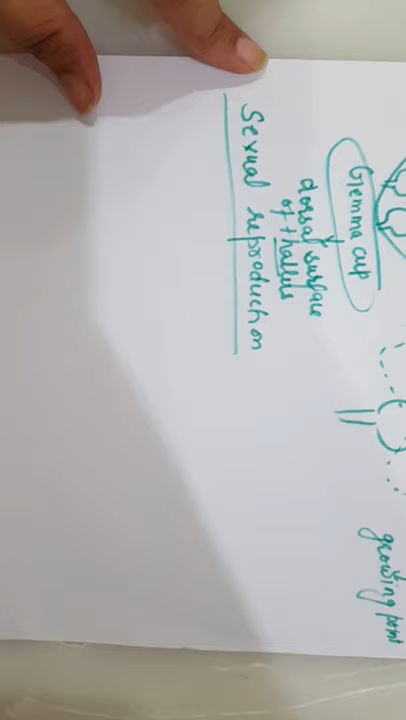 Gemma cup
dorsal surface
of thallus
growing point
Sexual reproduction